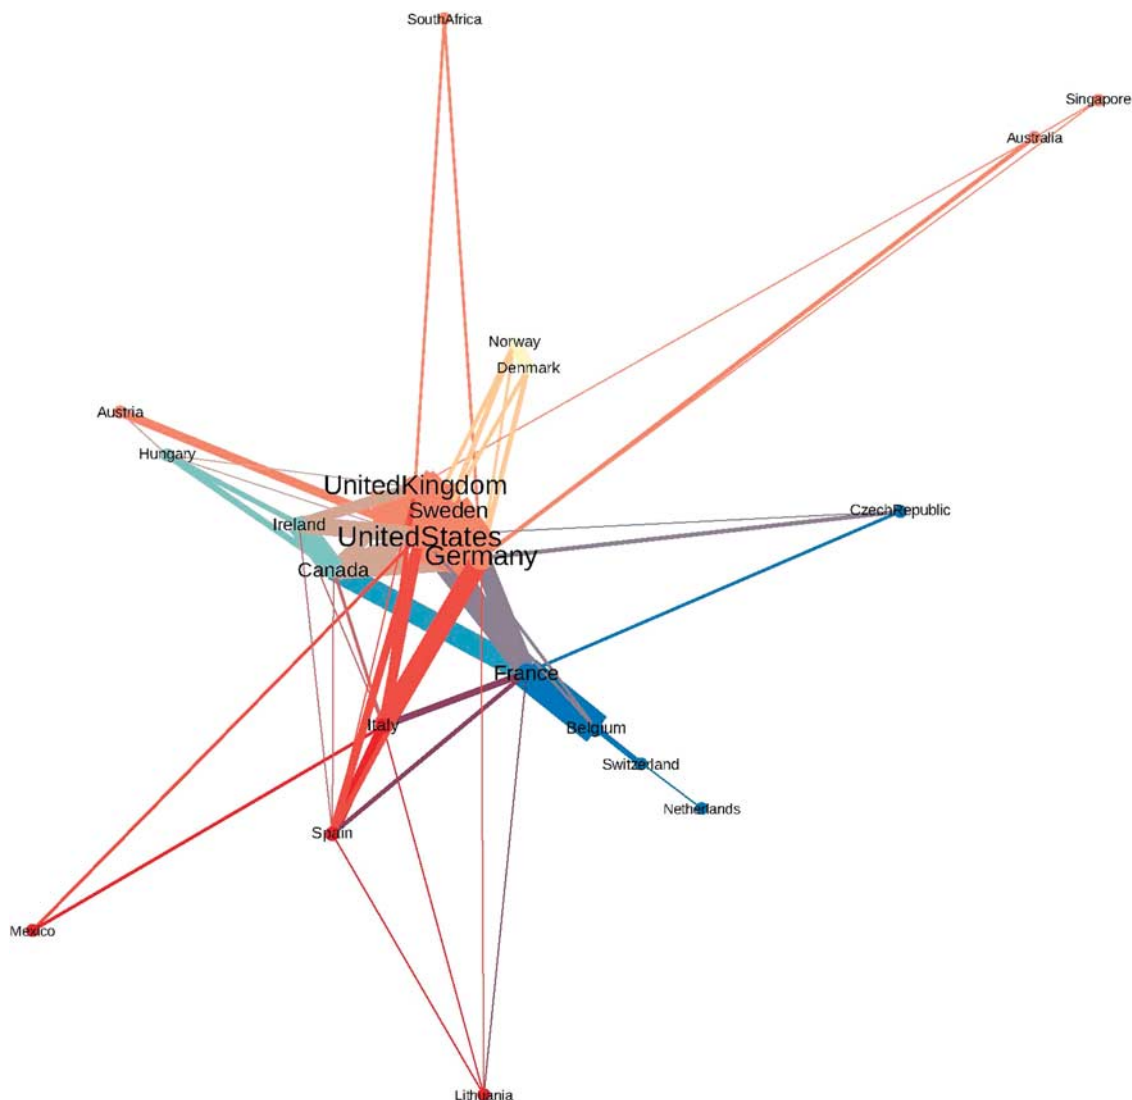 SouthAfrica
Singapore
Australia
Norway
Denmark
Austria
Hungary
UnitedKingdom
Sweden
CzechRepublic
Ireland
UnitedStates
Germany
Canada
France
Italy
Belgium
Switzerland
Netherlands
Spain
Mexico
Lithuania